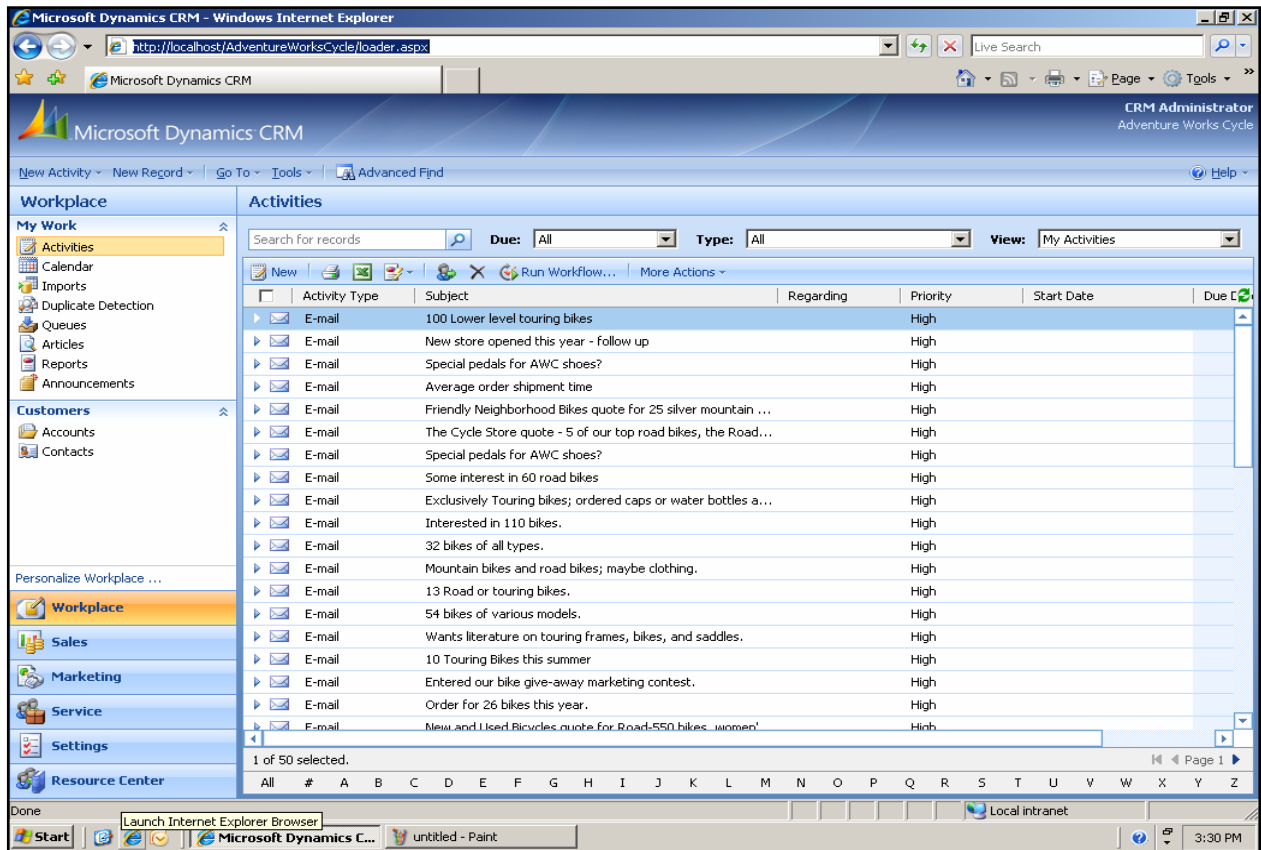 Microsoft Dynamics CRM - Windows Internet Explorer
http://localhost/AdventureWorksCycle/loader.aspx
Live Search
Microsoft Dynamics CRM
Page
Tools
CRM Administrator
Microsoft Dynamics CRM
Adventure Works Cycle
New Activity New Record Go To Tools Advanced Find Help
Workplace
Activities
My Work
Activities
Calendar
Imports
Duplicate Detection
Queues
Articles
Reports
Announcements
Customers
Accounts
Contacts
Personalize Workplace ...
Workplace
Sales
Marketing
Service
Settings
Resource Center
Search for records Due: All Type: All View: My Activities
New Run Workflow... More Actions
Activity Type Subject Regarding Priority Start Date Due
E-mail 100 Lower level touring bikes High
E-mail New store opened this year - follow up High
E-mail Special pedals for AWC shoes? High
E-mail Average order shipment time High
E-mail Friendly Neighborhood Bikes quote for 25 silver mountain ... High
E-mail The Cycle Store quote - 5 of our top road bikes, the Road... High
E-mail Special pedals for AWC shoes? High
E-mail Some interest in 60 road bikes High
E-mail Exclusively Touring bikes; ordered caps or water bottles a... High
E-mail Interested in 110 bikes. High
E-mail 32 bikes of all types. High
E-mail Mountain bikes and road bikes; maybe clothing. High
E-mail 13 Road or touring bikes. High
E-mail 54 bikes of various models. High
E-mail Wants literature on touring frames, bikes, and saddles. High
E-mail 10 Touring Bikes this summer High
E-mail Entered our bike give-away marketing contest. High
E-mail Order for 26 bikes this year. High
E-mail New and Used Bicycles quote for Road-550 bikes, women' High
1 of 50 selected. Page 1
All # A B C D E F G H I J K L M N O P Q R S T U V W X Y Z
Done Local intranet
Launch Internet Explorer Browser
Start Microsoft Dynamics C... untitled - Paint 3:30 PM